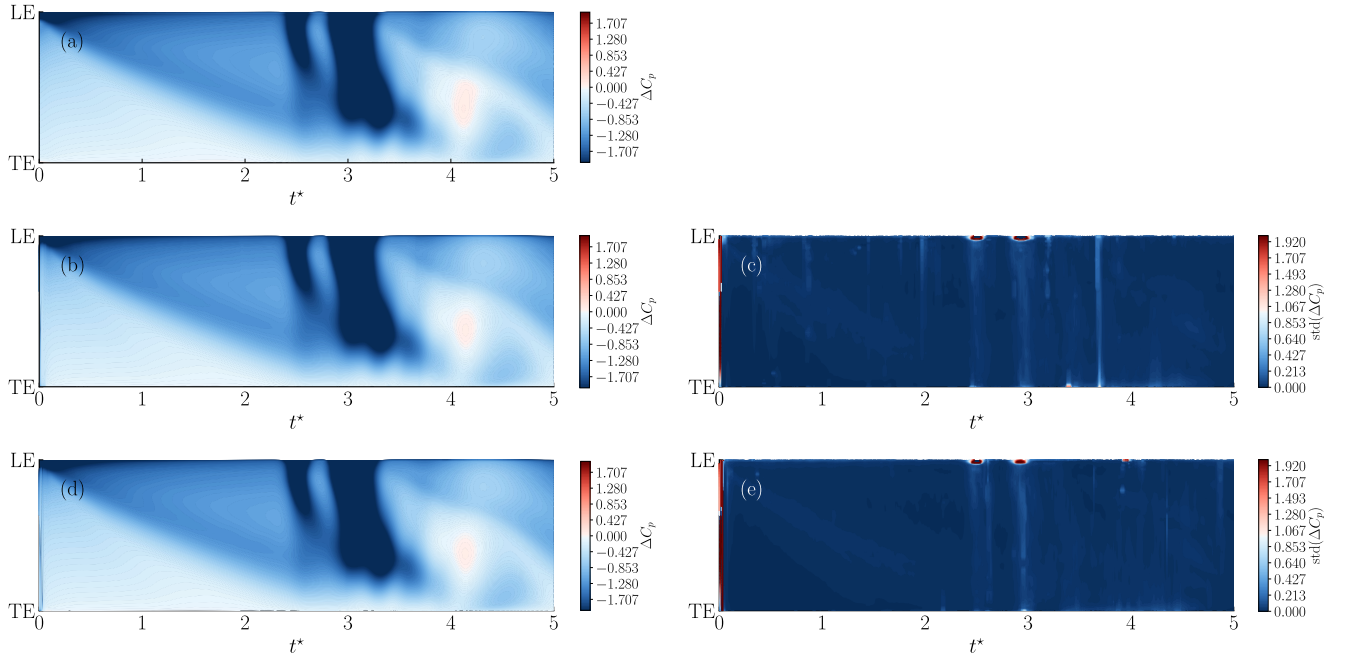 LE
(a)
TE
0 1 2 3 4 5
t⋆
1.707
1.280
0.853
0.427
0.000
−0.427
−0.853
−1.280
−1.707
ΔCp
LE
(b)
TE
0 1 2 3 4 5
t⋆
1.707
1.280
0.853
0.427
0.000
−0.427
−0.853
−1.280
−1.707
ΔCp
LE
(c)
TE
0 1 2 3 4 5
t⋆
1.920
1.707
1.493
1.280
1.067
0.853
0.640
0.427
0.213
0.000
std(ΔCp)
LE
(d)
TE
0 1 2 3 4 5
t⋆
1.707
1.280
0.853
0.427
0.000
−0.427
−0.853
−1.280
−1.707
ΔCp
LE
(e)
TE
0 1 2 3 4 5
t⋆
1.920
1.707
1.493
1.280
1.067
0.853
0.640
0.427
0.213
0.000
std(ΔCp)